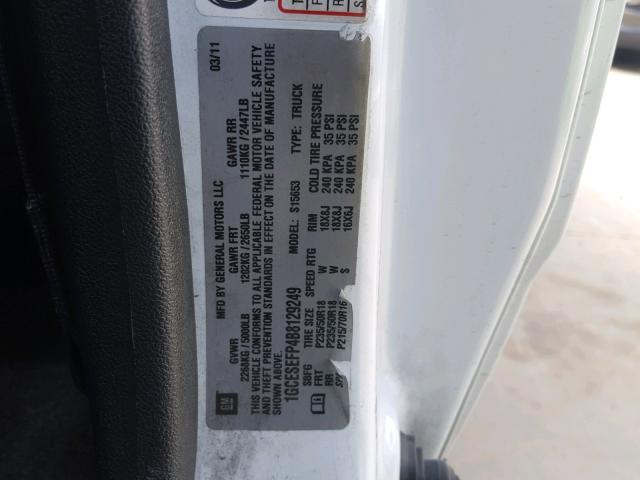 MFD BY GENERAL MOTORS LLC 03/11
GVWR GAWR FRT GAWR RR
2268KG/5000LB 1202KG/2650LB 1110KG/2447LB
THIS VEHICLE CONFORMS TO ALL APPLICABLE FEDERAL MOTOR VEHICLE SAFETY
AND THEFT PREVENTION STANDARDS IN EFFECT ON THE DATE OF MANUFACTURE
SHOWN ABOVE.
GM 1GCESEFP4B8129249 MODEL: S15653 TYPE: TRUCK
SBFG TIRE SIZE SPEED RTG RIM COLD TIRE PRESSURE
FRT P235/50R18 W 18X8J 240 KPA 35 PSI
RR P235/50R18 W 18X8J 240 KPA 35 PSI
P215/70R16 S 16X6J 240 KPA 35 PSI